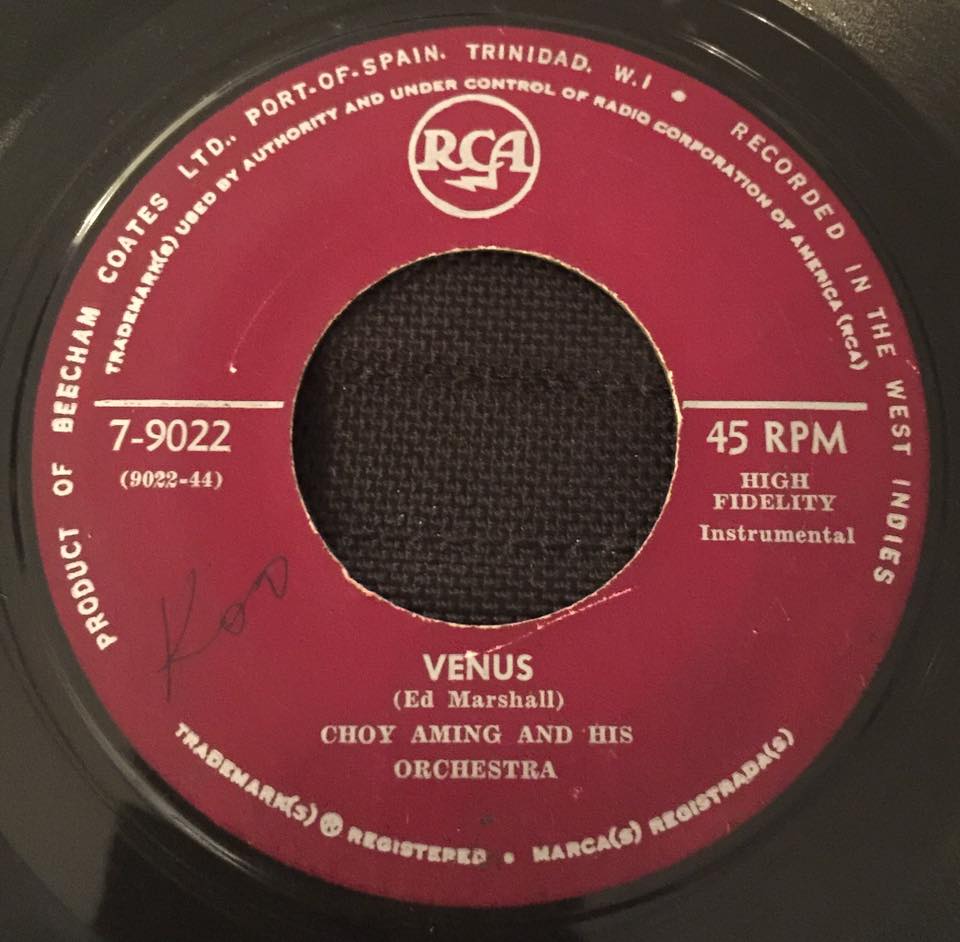 PRODUCT OF BEECHAM COATES LTD., PORT-OF-SPAIN. TRINIDAD. W.I • RECORDED IN THE WEST INDIES
TRADEMARK(S) USED BY AUTHORITY AND UNDER CONTROL OF RADIO CORPORATION OF AMERICA (RCA)
RCA
7-9022
(9022-44)
45 RPM
HIGH
FIDELITY
Instrumental
VENUS
(Ed Marshall)
CHOY AMING AND HIS
ORCHESTRA
TRADEMARK(S) ® REGISTERED • MARCA(S) REGISTRADA(S)